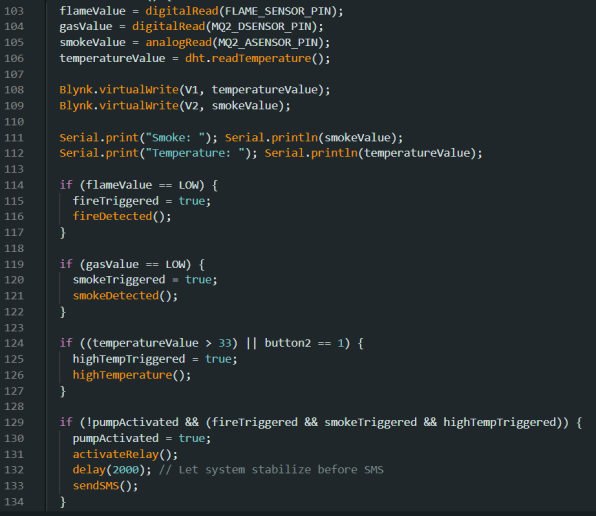 103 flameValue = digitalRead(FLAME_SENSOR_PIN);
104 gasValue = digitalRead(MQ2_DSENSOR_PIN);
105 smokeValue = analogRead(MQ2_ASENSOR_PIN);
106 temperatureValue = dht.readTemperature();
107
108 Blynk.virtualWrite(V1, temperatureValue);
109 Blynk.virtualWrite(V2, smokeValue);
110
111 Serial.print("Smoke: "); Serial.println(smokeValue);
112 Serial.print("Temperature: "); Serial.println(temperatureValue);
113
114 if (flameValue == LOW) {
115 fireTriggered = true;
116 fireDetected();
117 }
118
119 if (gasValue == LOW) {
120 smokeTriggered = true;
121 smokeDetected();
122 }
123
124 if ((temperatureValue > 33) || button2 == 1) {
125 highTempTriggered = true;
126 highTemperature();
127 }
128
129 if (!pumpActivated && (fireTriggered && smokeTriggered && highTempTriggered)) {
130 pumpActivated = true;
131 activateRelay();
132 delay(2000); // Let system stabilize before SMS
133 sendSMS();
134 }